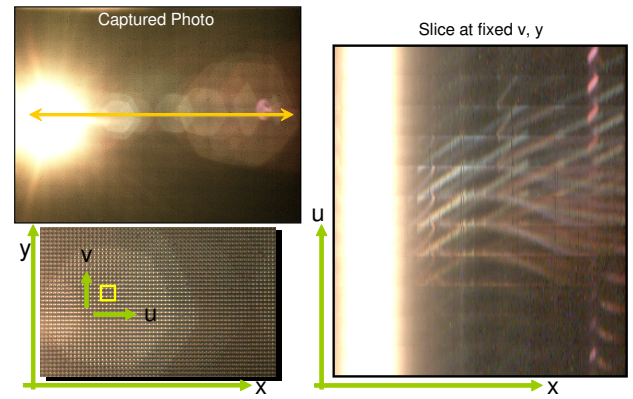 Captured Photo
Slice at fixed v, y
y
v
u
x
u
x